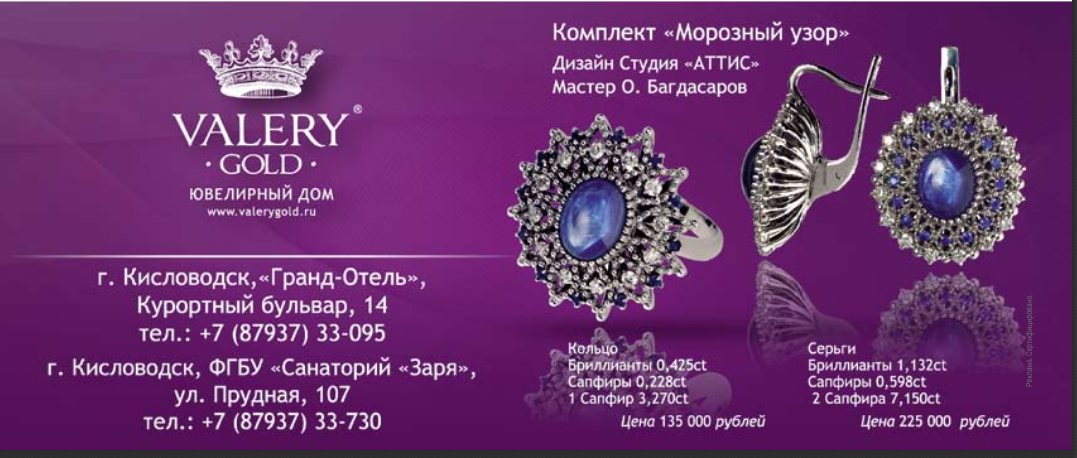 VALERY®
·GOLD·
ЮВЕЛИРНЫЙ ДОМ
www.valerygold.ru
г. Кисловодск,«Гранд-Отель»,
Курортный бульвар, 14
тел.: +7 (87937) 33-095
г. Кисловодск, ФГБУ «Санаторий «Заря»,
ул. Прудная, 107
тел.: +7 (87937) 33-730
Комплект «Морозный узор»
Дизайн Студия «АТТИС»
Мастер О. Багдасаров
Кольцо
Бриллианты 0,425ct
Сапфиры 0,228ct
1 Сапфир 3,270ct
Цена 135 000 рублей
Серьги
Бриллианты 1,132ct
Сапфиры 0,598ct
2 Сапфира 7,150ct
Цена 225 000 рублей
Реклама. Сертифицировано.